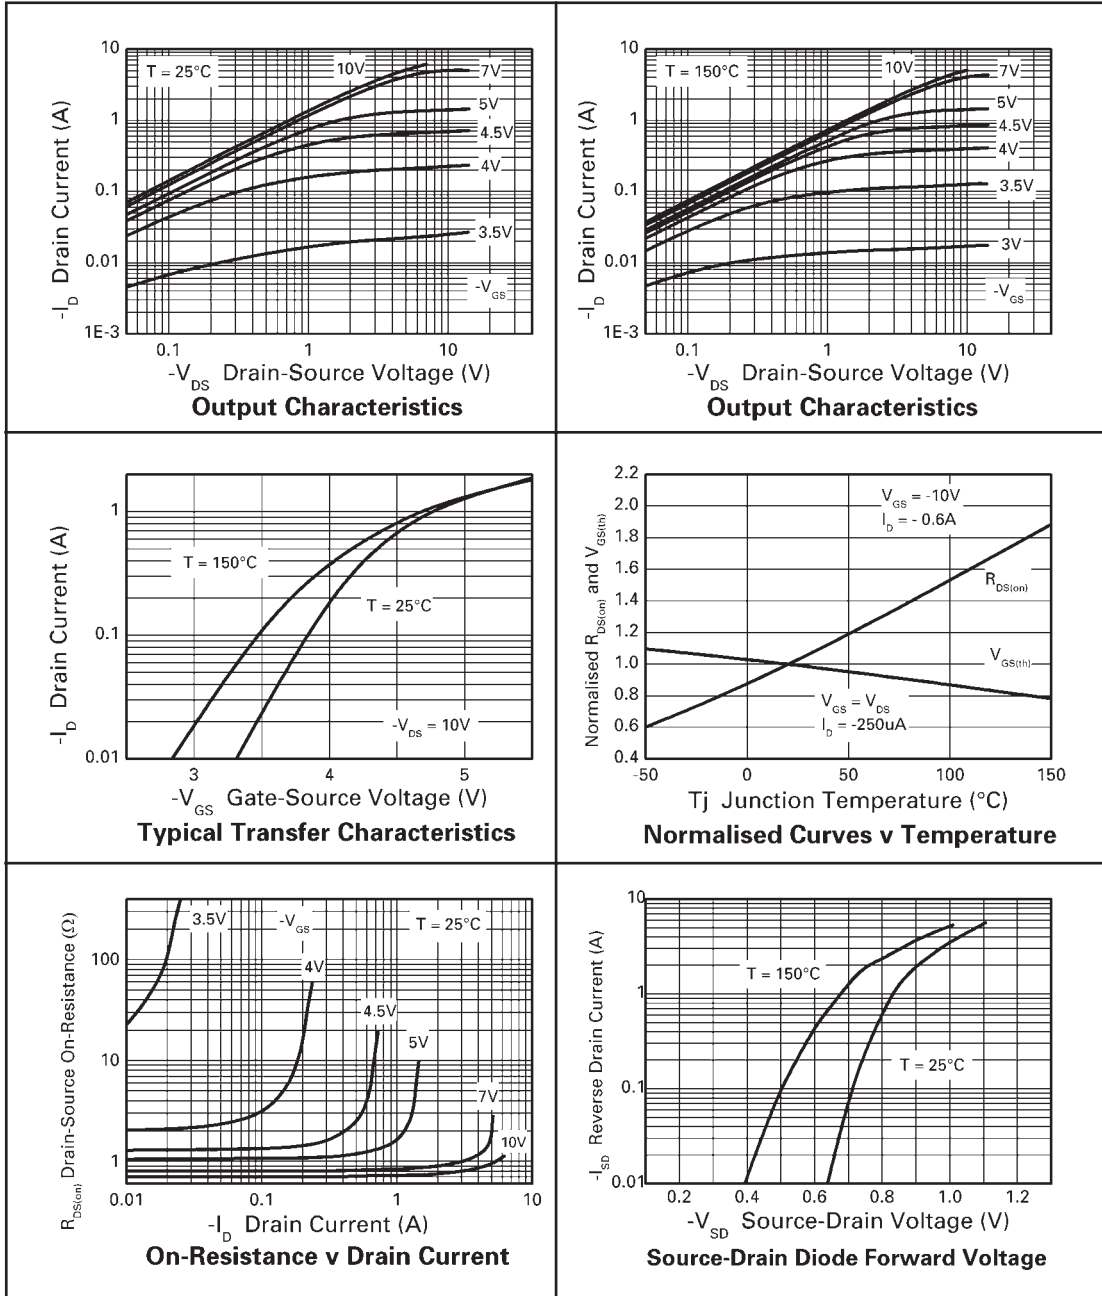 10
1
0.1
0.01
1E-3
-I_D Drain Current (A)
T = 25°C
10V
7V
5V
4.5V
4V
3.5V
-V_GS
0.1 1 10
-V_DS Drain-Source Voltage (V)
Output Characteristics
10
1
0.1
0.01
1E-3
-I_D Drain Current (A)
T = 150°C
10V
7V
5V
4.5V
4V
3.5V
3V
-V_GS
0.1 1 10
-V_DS Drain-Source Voltage (V)
Output Characteristics
1
0.1
0.01
-I_D Drain Current (A)
T = 150°C
T = 25°C
-V_DS = 10V
3 4 5
-V_GS Gate-Source Voltage (V)
Typical Transfer Characteristics
2.2
2.0
1.8
1.6
1.4
1.2
1.0
0.8
0.6
0.4
Normalised R_DS(on) and V_GS(th)
V_GS = -10V
I_D = - 0.6A
R_DS(on)
V_GS(th)
V_GS = V_DS
I_D = -250uA
-50 0 50 100 150
Tj Junction Temperature (°C)
Normalised Curves v Temperature
100
10
1
R_DS(on) Drain-Source On-Resistance (Ω)
3.5V
-V_GS
T = 25°C
4V
4.5V
5V
7V
10V
0.01 0.1 1 10
-I_D Drain Current (A)
On-Resistance v Drain Current
10
1
0.1
0.01
-I_SD Reverse Drain Current (A)
T = 150°C
T = 25°C
0.2 0.4 0.6 0.8 1.0 1.2
-V_SD Source-Drain Voltage (V)
Source-Drain Diode Forward Voltage